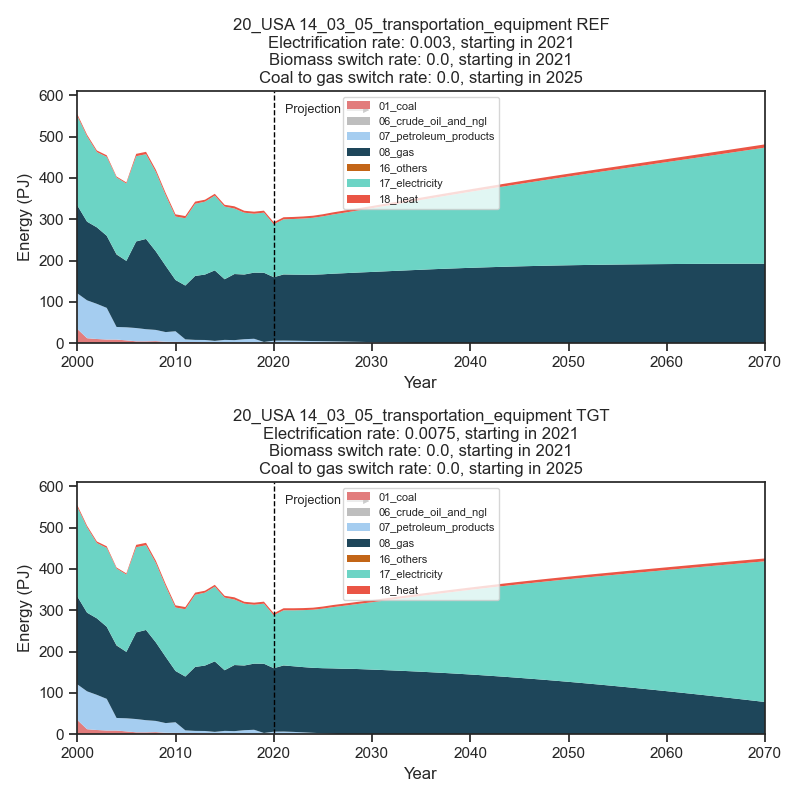 20_USA 14_03_05_transportation_equipment REF
Electrification rate: 0.003, starting in 2021
Biomass switch rate: 0.0, starting in 2021
Coal to gas switch rate: 0.0, starting in 2025
600
500
400
300
200
100
0
Energy (PJ)
Projection
01_coal
06_crude_oil_and_ngl
07_petroleum_products
08_gas
16_others
17_electricity
18_heat
2000 2010 2020 2030 2040 2050 2060 2070
Year
20_USA 14_03_05_transportation_equipment TGT
Electrification rate: 0.0075, starting in 2021
Biomass switch rate: 0.0, starting in 2021
Coal to gas switch rate: 0.0, starting in 2025
600
500
400
300
200
100
0
Energy (PJ)
Projection
01_coal
06_crude_oil_and_ngl
07_petroleum_products
08_gas
16_others
17_electricity
18_heat
2000 2010 2020 2030 2040 2050 2060 2070
Year